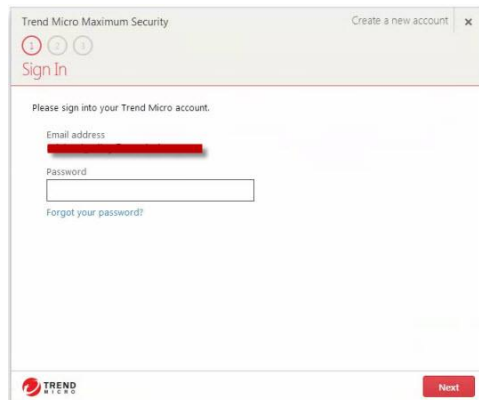 Trend Micro Maximum Security
Create a new account x
1 2 3
Sign In
Please sign into your Trend Micro account.
Email address
Password
Forgot your password?
TREND
MICRO
Next